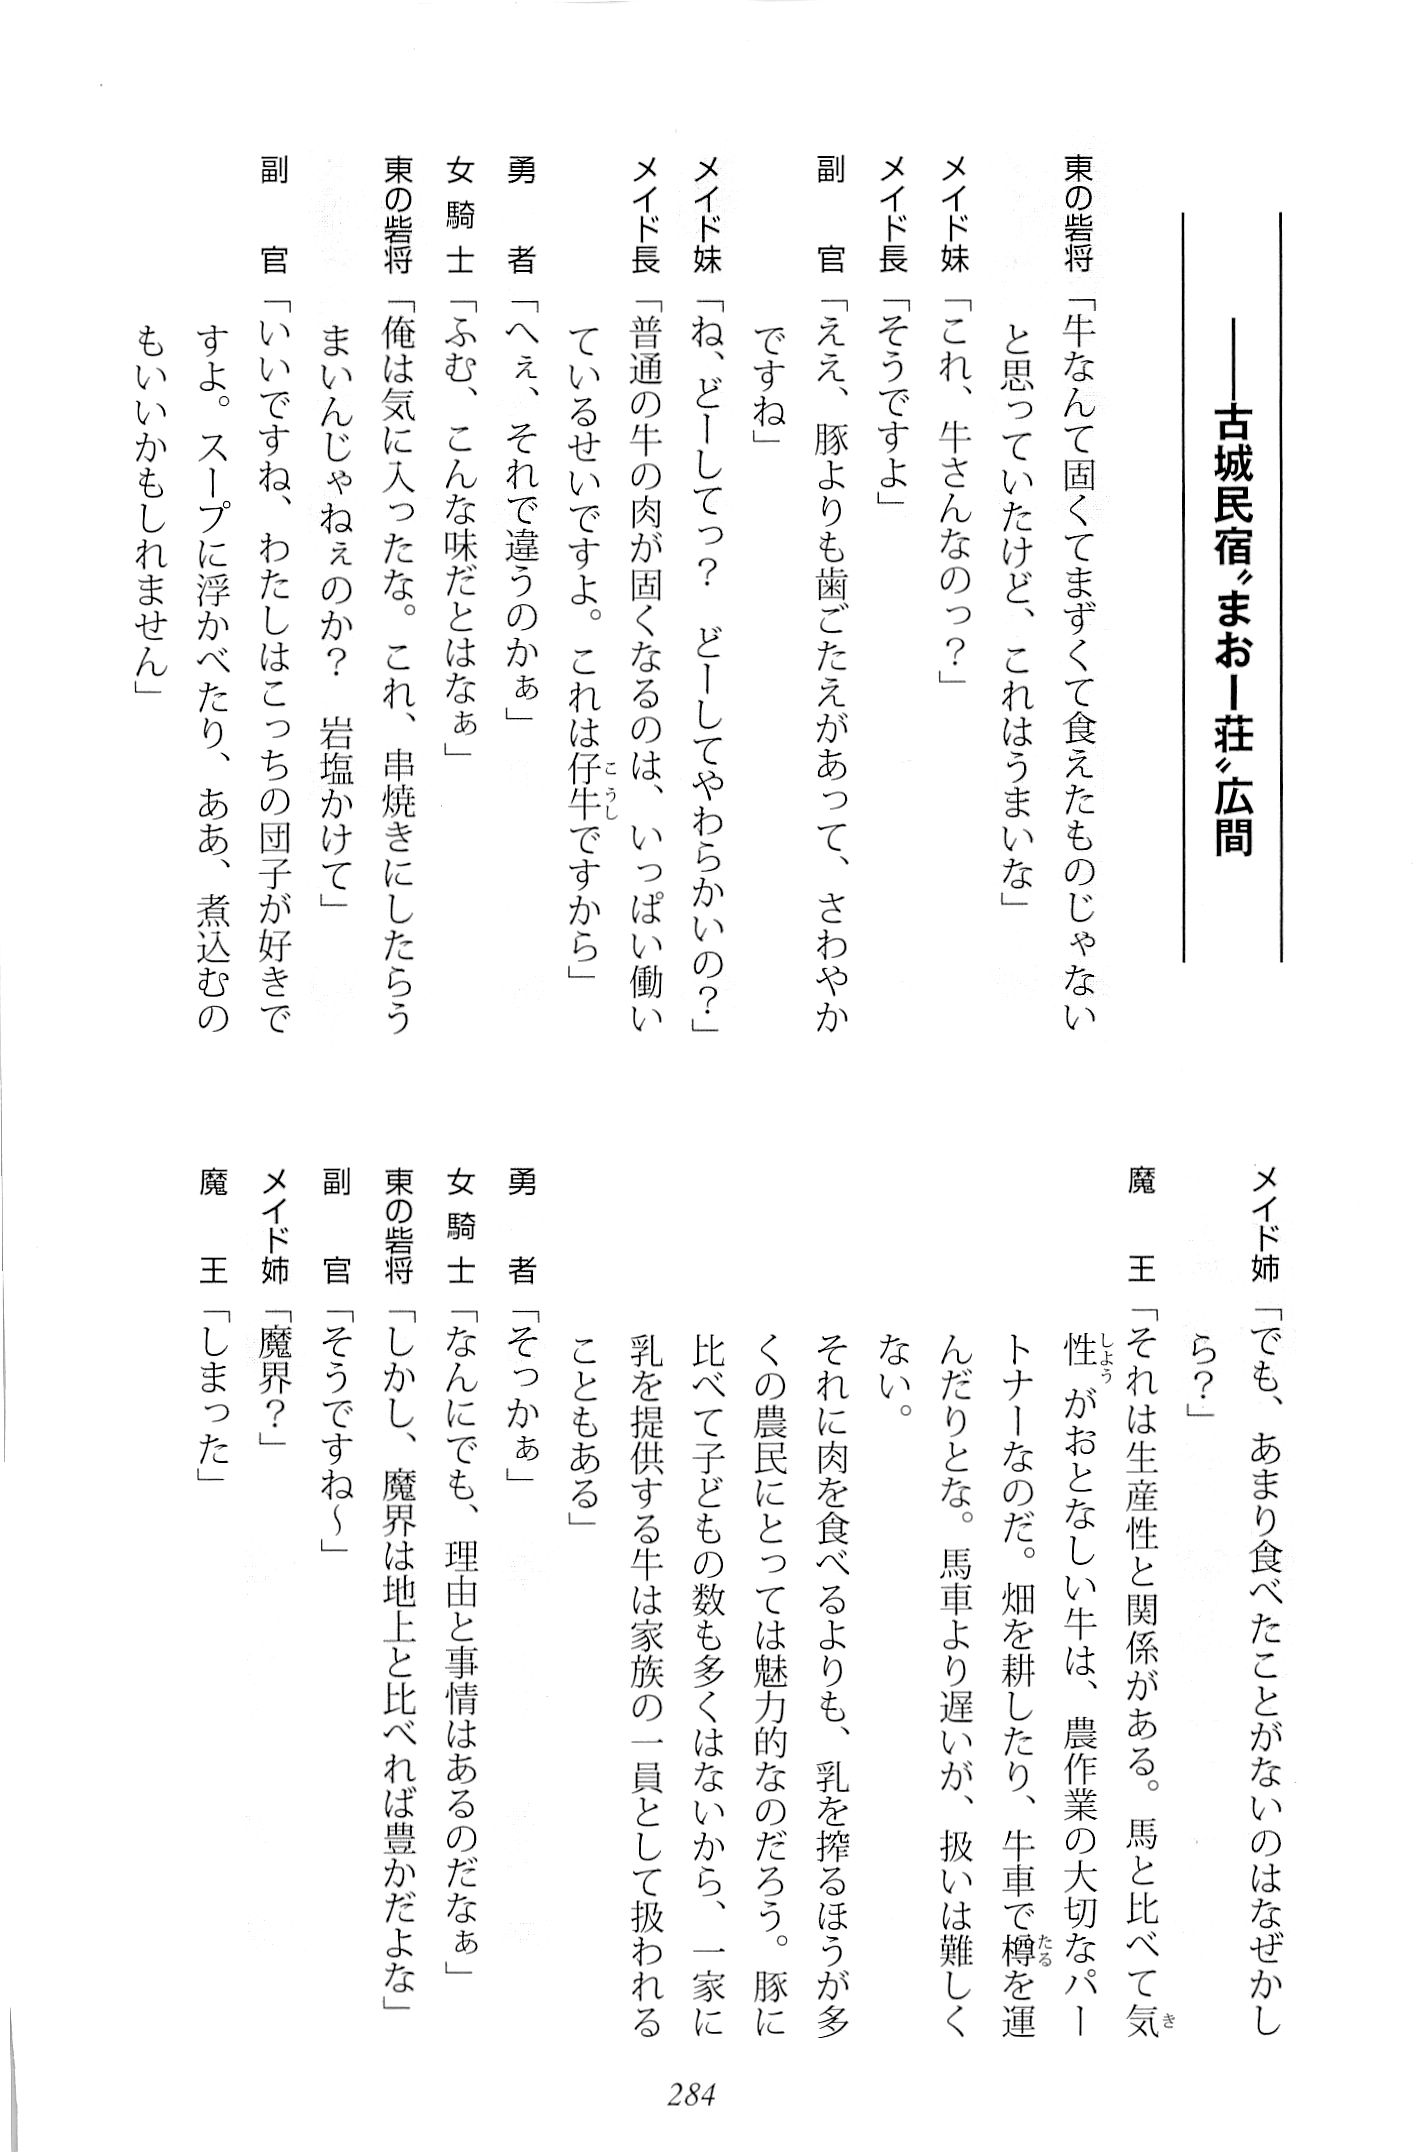 ――古城民宿〝まおー荘〟広間
東の砦将「牛なんて固くてまずくて食えたものじゃない
と思っていたけど、これはうまいな」
メイド妹「これ、牛さんなのっ？」
メイド長「そうですよ」
副　官「ええ、豚よりも歯ごたえがあって、さわやか
ですね」
メイド妹「ね、どーしてっ？　どーしてやわらかいの？」
メイド長「普通の牛の肉が固くなるのは、いっぱい働い
ているせいですよ。これは仔牛ですから」
勇　者「へぇ、それで違うのかぁ」
女騎士「ふむ、こんな味だとはなぁ」
東の砦将「俺は気に入ったな。これ、串焼きにしたらう
まいんじゃねぇのか？　岩塩かけて」
副　官「いいですね、わたしはこっちの団子が好きで
すよ。スープに浮かべたり、ああ、煮込むの
もいいかもしれません」
メイド姉「でも、あまり食べたことがないのはなぜかし
ら？」
魔　王「それは生産性と関係がある。馬と比べて気
性がおとなしい牛は、農作業の大切なパー
トナーなのだ。畑を耕したり、牛車で樽を運
んだりとな。馬車より遅いが、扱いは難しく
ない。
それに肉を食べるよりも、乳を搾るほうが多
くの農民にとっては魅力的なのだろう。豚に
比べて子どもの数も多くはないから、一家に
乳を提供する牛は家族の一員として扱われる
こともある」
勇　者「そっかぁ」
女騎士「なんにでも、理由と事情はあるのだなぁ」
東の砦将「しかし、魔界は地上と比べれば豊かだよな」
副　官「そうですね～」
メイド姉「魔界？」
魔　王「しまった」
284